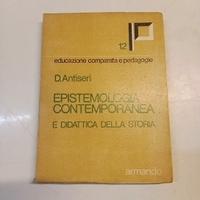 12
educazione comparata e pedagogie
D. Antiseri
EPISTEMOLOGIA
CONTEMPORANEA
E DIDATTICA DELLA STORIA
armando